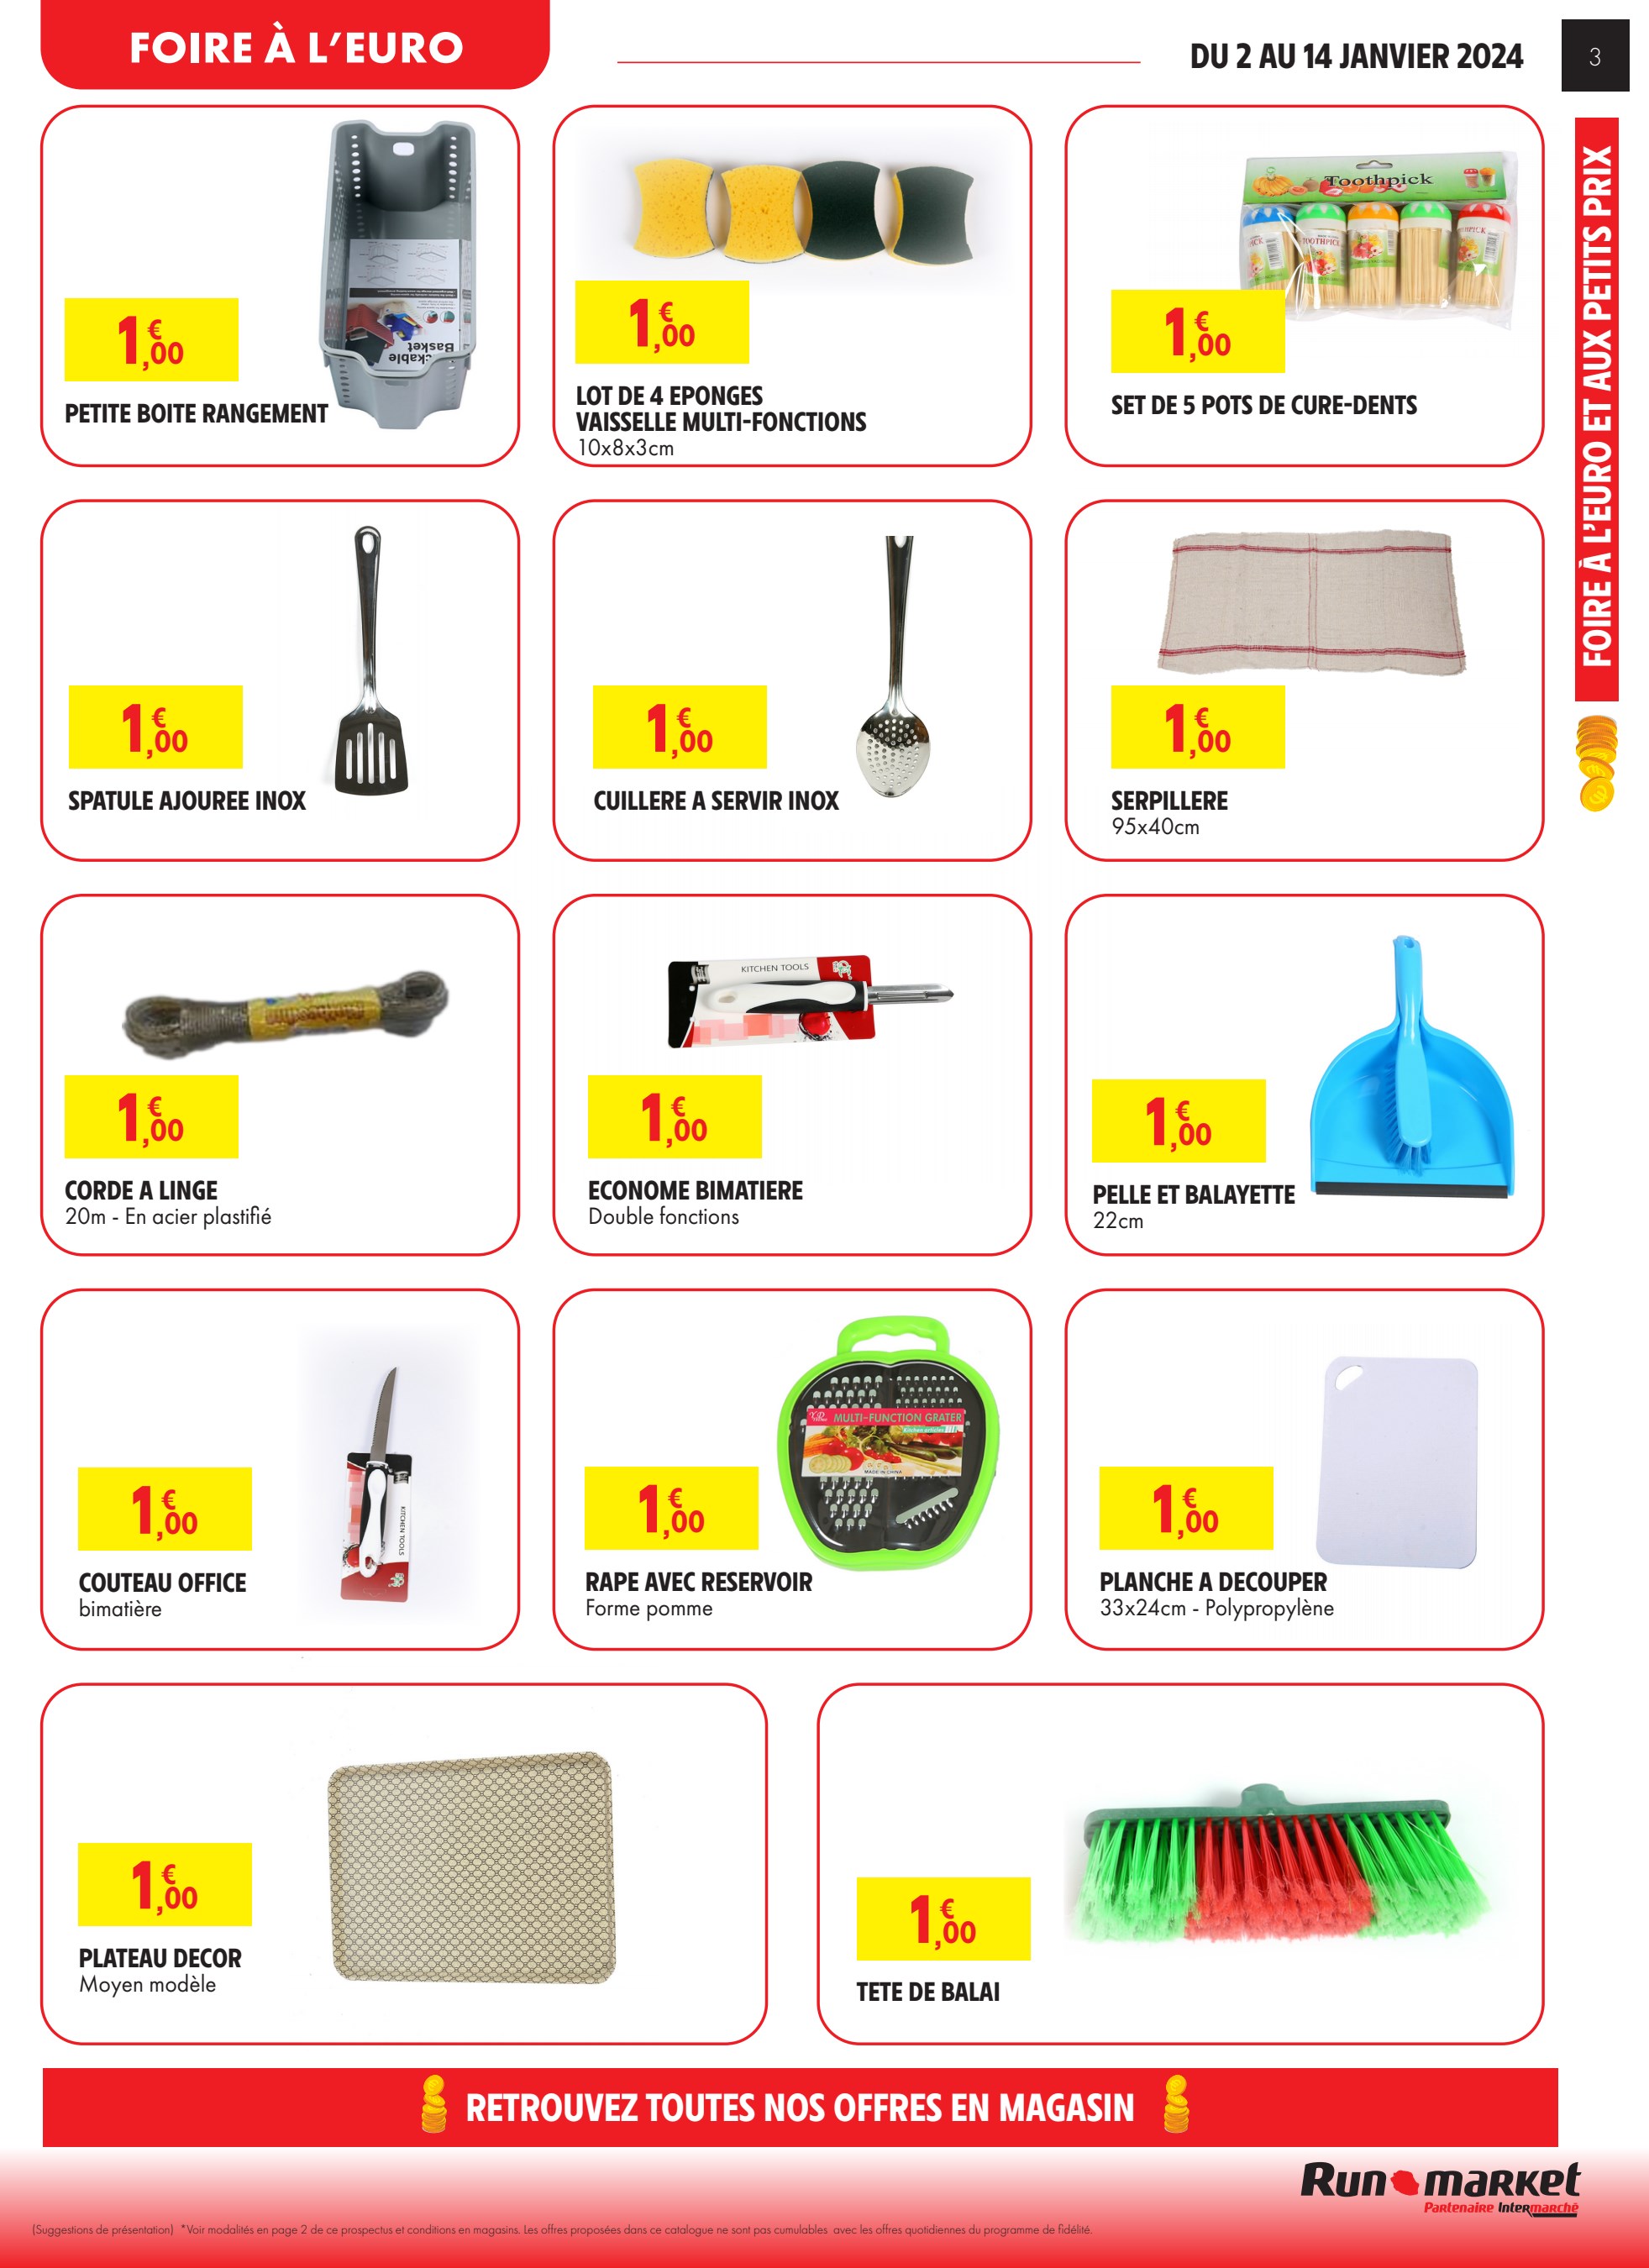 FOIRE À L'EURO
DU 2 AU 14 JANVIER 2024
3
FOIRE À L'EURO ET AUX PETITS PRIX
Basket
1€,00
PETITE BOITE RANGEMENT
1€,00
LOT DE 4 EPONGES
VAISSELLE MULTI-FONCTIONS
10x8x3cm
Toothpick
TOOTHPICK
1€,00
SET DE 5 POTS DE CURE-DENTS
1€,00
SPATULE AJOUREE INOX
1€,00
CUILLERE A SERVIR INOX
1€,00
SERPILLERE
95x40cm
1€,00
CORDE A LINGE
20m - En acier plastifié
KITCHEN TOOLS
1€,00
ECONOME BIMATIERE
Double fonctions
1€,00
PELLE ET BALAYETTE
22cm
KITCHEN TOOLS
1€,00
COUTEAU OFFICE
bimatière
MULTI-FUNCTION GRATER
Kitchen articles
MADE IN CHINA
1€,00
RAPE AVEC RESERVOIR
Forme pomme
1€,00
PLANCHE A DECOUPER
33x24cm - Polypropylène
1€,00
PLATEAU DECOR
Moyen modèle
1€,00
TETE DE BALAI
RETROUVEZ TOUTES NOS OFFRES EN MAGASIN
Run market
Partenaire Intermarché
(Suggestions de présentation) *Voir modalités en page 2 de ce prospectus et conditions en magasins. Les offres proposées dans ce catalogue ne sont pas cumulables avec les offres quotidiennes du programme de fidélité.